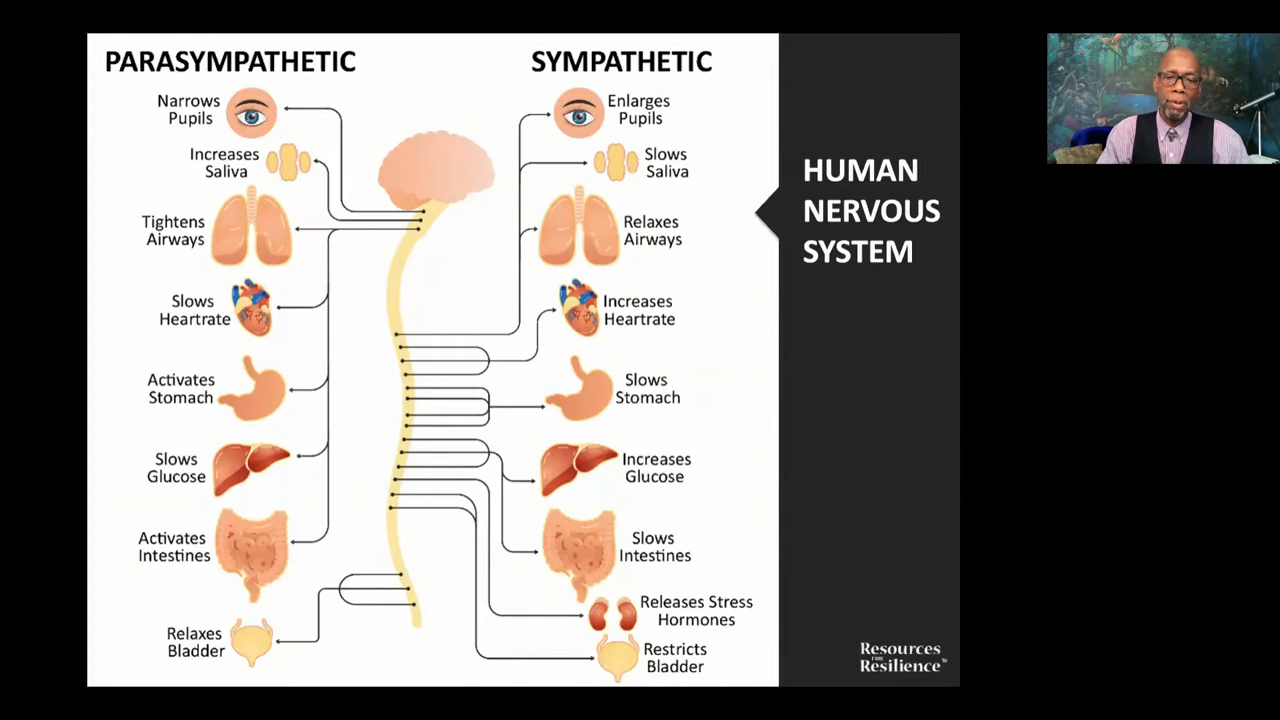 PARASYMPATHETIC
Narrows
Pupils
Increases
Saliva
Tightens
Airways
Slows
Heartrate
Activates
Stomach
Slows
Glucose
Activates
Intestines
Relaxes
Bladder
SYMPATHETIC
Enlarges
Pupils
Slows
Saliva
Relaxes
Airways
Increases
Heartrate
Slows
Stomach
Increases
Glucose
Slows
Intestines
Releases Stress
Hormones
Restricts
Bladder
HUMAN
NERVOUS
SYSTEM
Resources
FOR
Resilience™